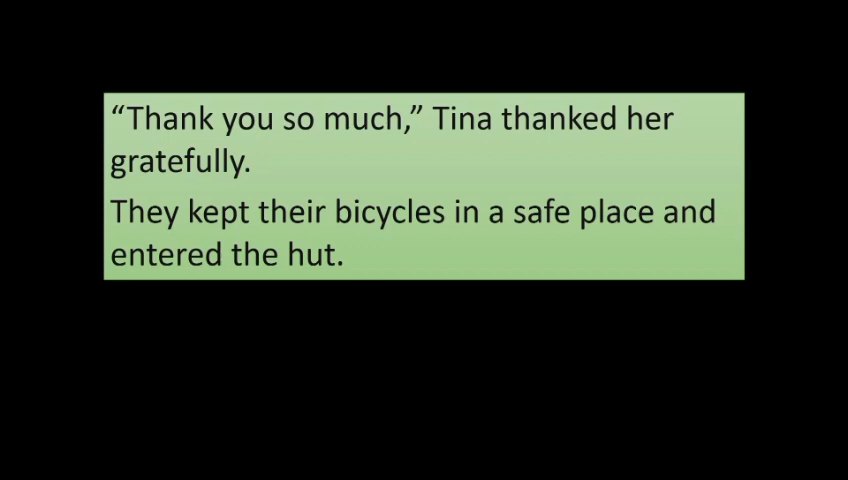 “Thank you so much,” Tina thanked her
gratefully.
They kept their bicycles in a safe place and
entered the hut.